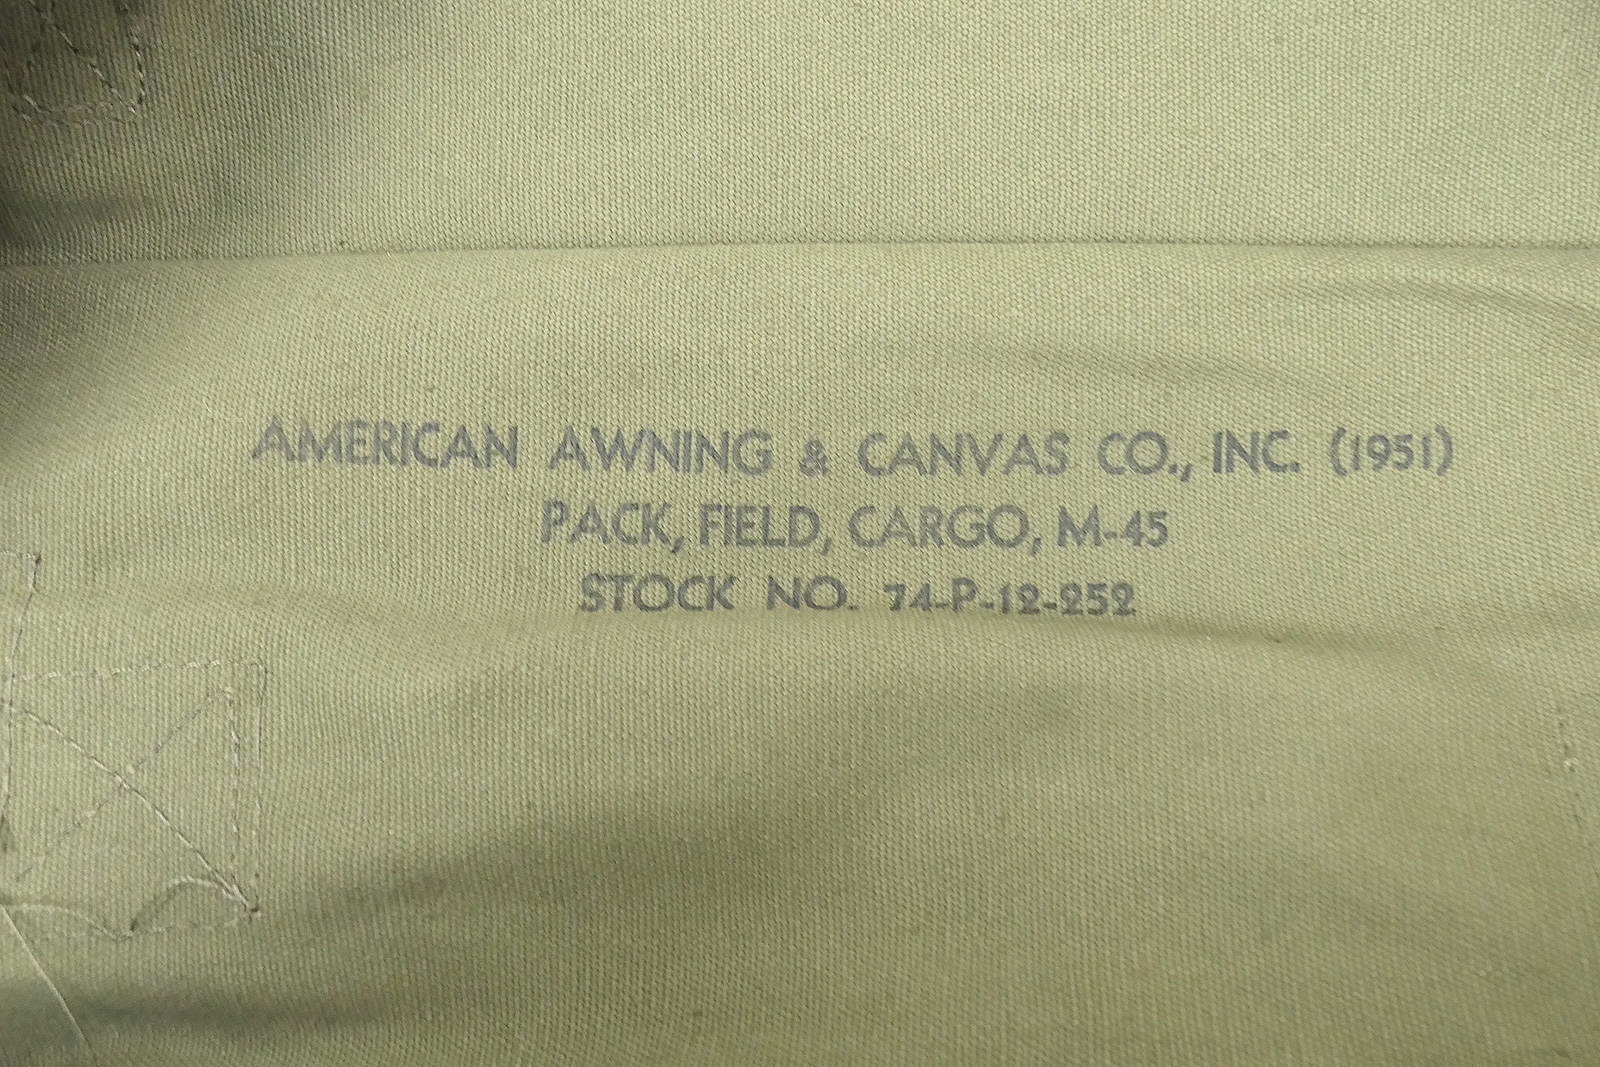 AMERICAN AWNING & CANVAS CO., INC. (1951)
PACK, FIELD, CARGO, M-45
STOCK NO. 74-P-12-252